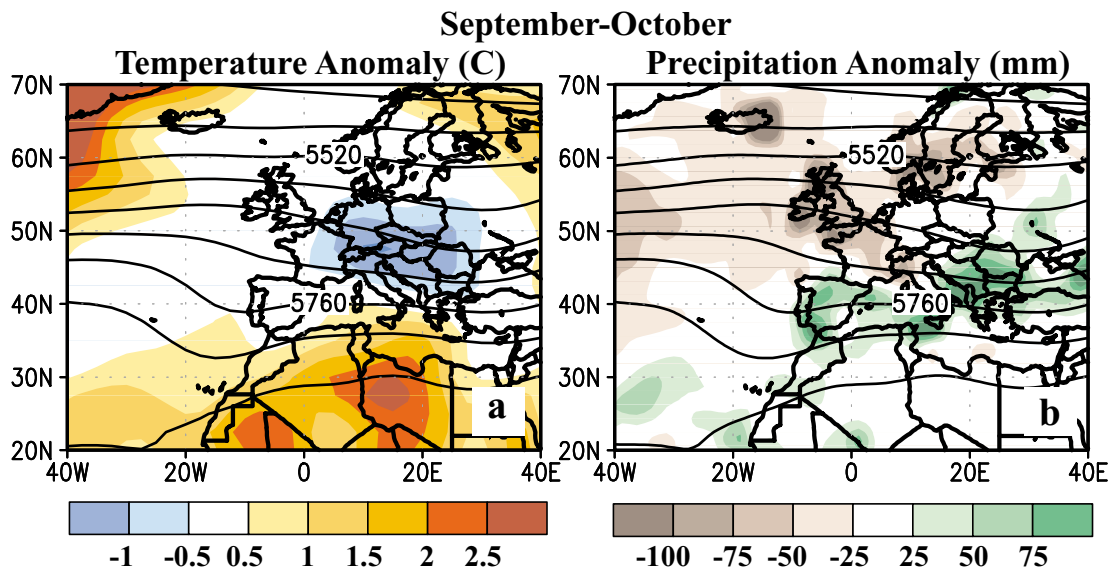 September-October
Temperature Anomaly (C) Precipitation Anomaly (mm)
70N 70N
60N 60N
50N 50N
40N 40N
30N 30N
20N 20N
5520 5520
5760 5760
a b
40W 20W 0 20E 40E 40W 20W 0 20E 40E
-1 -0.5 0.5 1 1.5 2 2.5 -100 -75 -50 -25 25 50 75